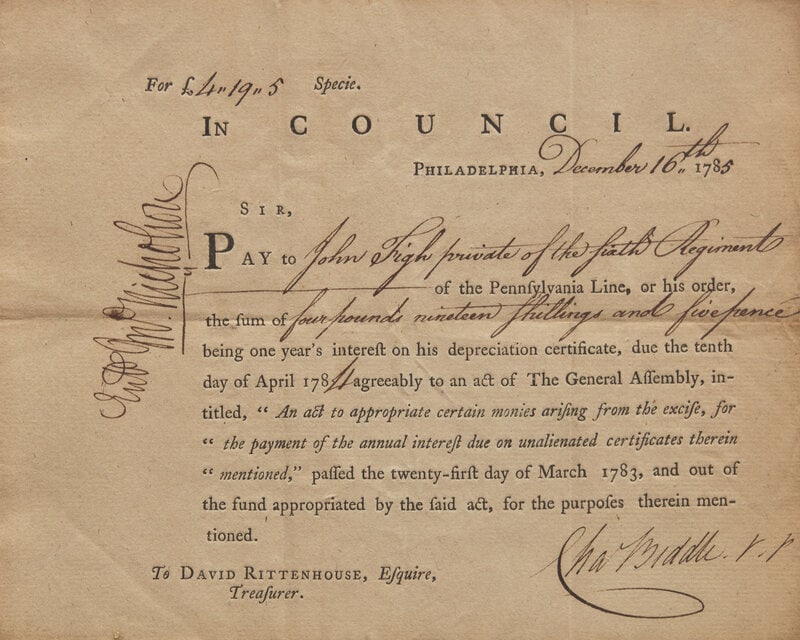 For £4„19„5 Specie.
IN COUNCIL.
PHILADELPHIA, December 16„th 1785
SIR,
PAY to John Figh private of the sixth Regiment
of the Pennſylvania Line, or his order,
the ſum of four pounds nineteen ſhillings and five pence
being one year's intereſt on his depreciation certificate, due the tenth
day of April 1784 agreeably to an act of The General Aſſembly, in-
titled, “ An act to appropriate certain monies ariſing from the exciſe, for
“ the payment of the annual intereſt due on unalienated certificates therein
“ mentioned,” paſſed the twenty-firſt day of March 1783, and out of
the fund appropriated by the ſaid act, for the purpoſes therein men-
tioned.
Cha Biddle. V. P
To DAVID RITTENHOUSE, Eſquire,
Treaſurer.
Entd Jn„o Nicholson